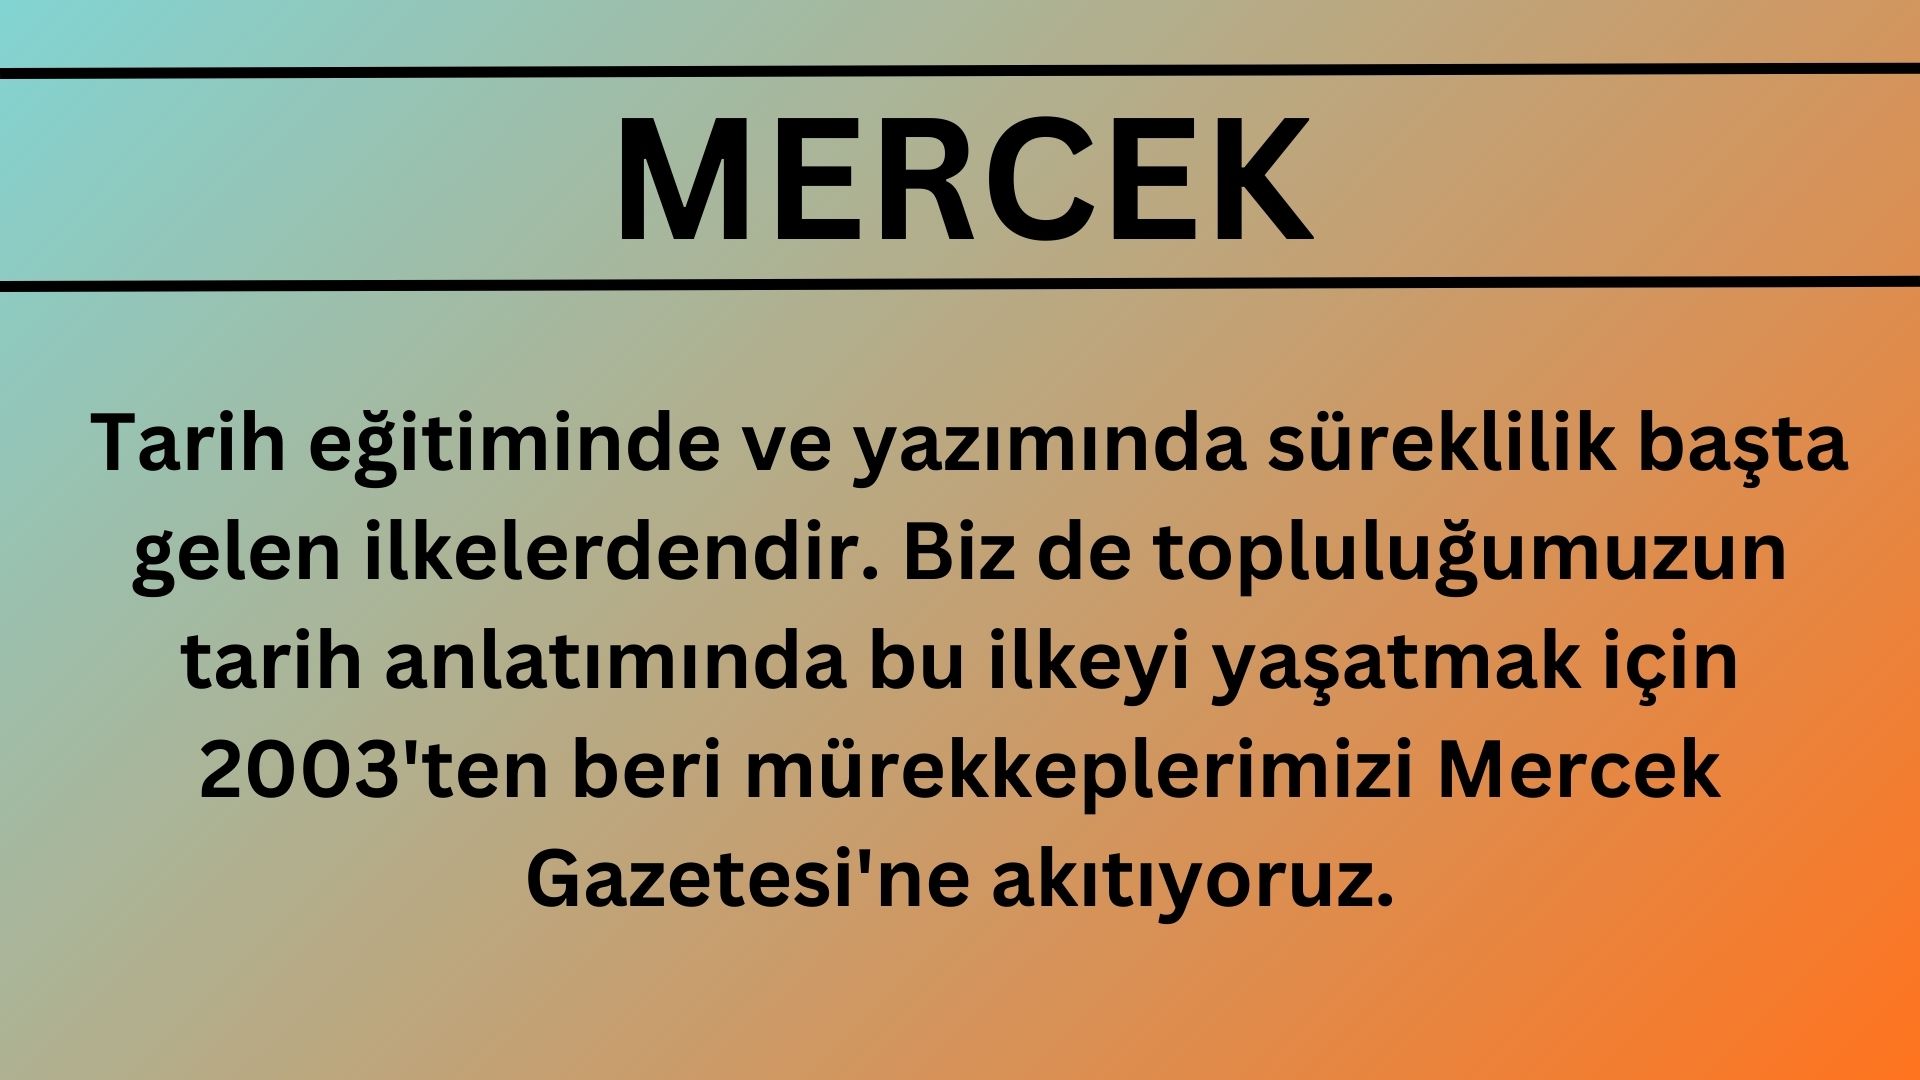 MERCEK
Tarih eğitiminde ve yazımında süreklilik başta
gelen ilkelerdendir. Biz de topluluğumuzun
tarih anlatımında bu ilkeyi yaşatmak için
2003'ten beri mürekkeplerimizi Mercek
Gazetesi'ne akıtıyoruz.